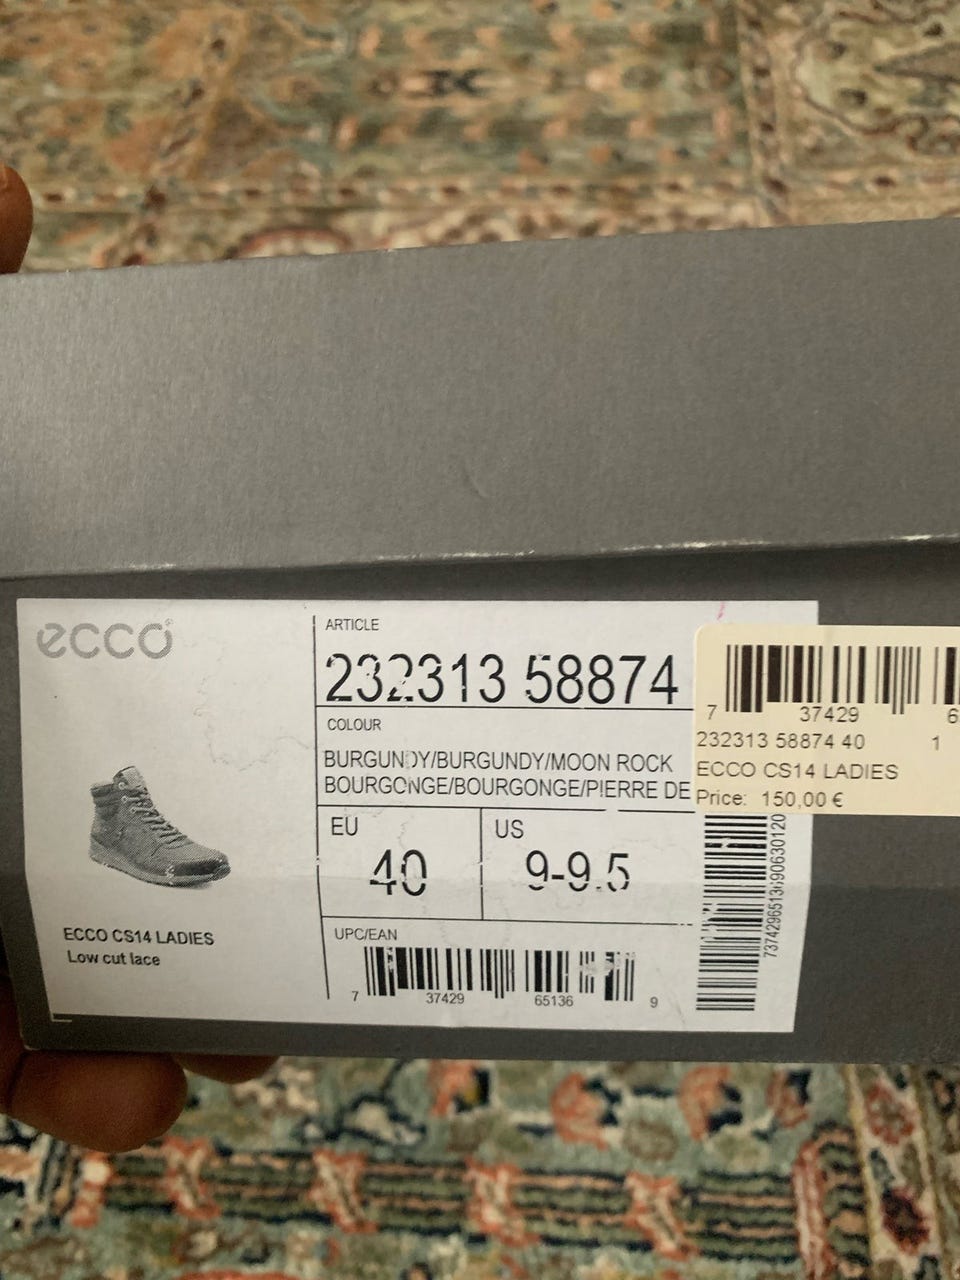 ecco®
ARTICLE
232313 58874
COLOUR
BURGUNDY/BURGUNDY/MOON ROCK
BOURGONGE/BOURGONGE/PIERRE DE
EU
40
US
9-9.5
ECCO CS14 LADIES
Low cut lace
UPC/EAN
7 37429 65136 9
7 37429 6
232313 58874 40 1
ECCO CS14 LADIES
Price: 150,00 €